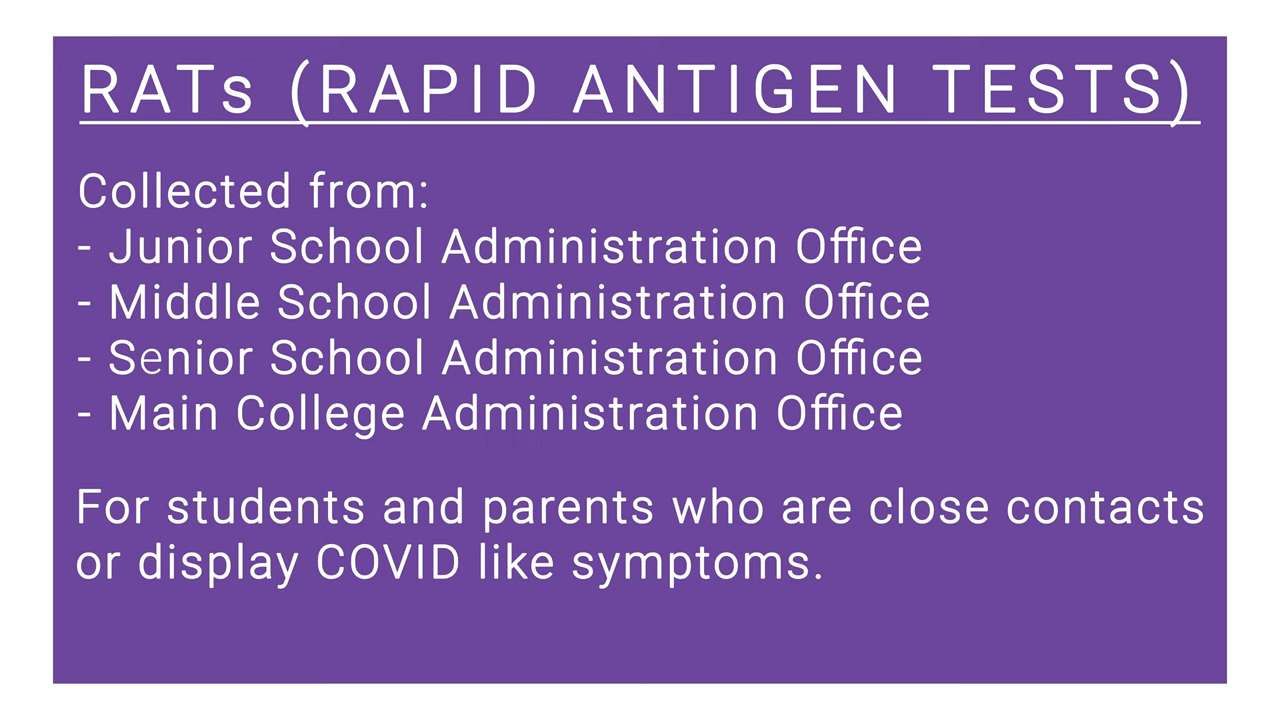 RATs (RAPID ANTIGEN TESTS)
Collected from:
- Junior School Administration Office
- Middle School Administration Office
- Senior School Administration Office
- Main College Administration Office
For students and parents who are close contacts
or display COVID like symptoms.